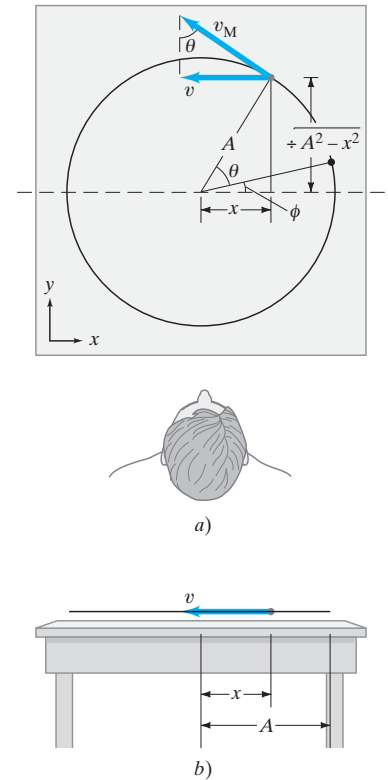 v_M
θ
v
A
÷ A² – x²
θ
x
ϕ
y
x
a)
v
x
A
b)